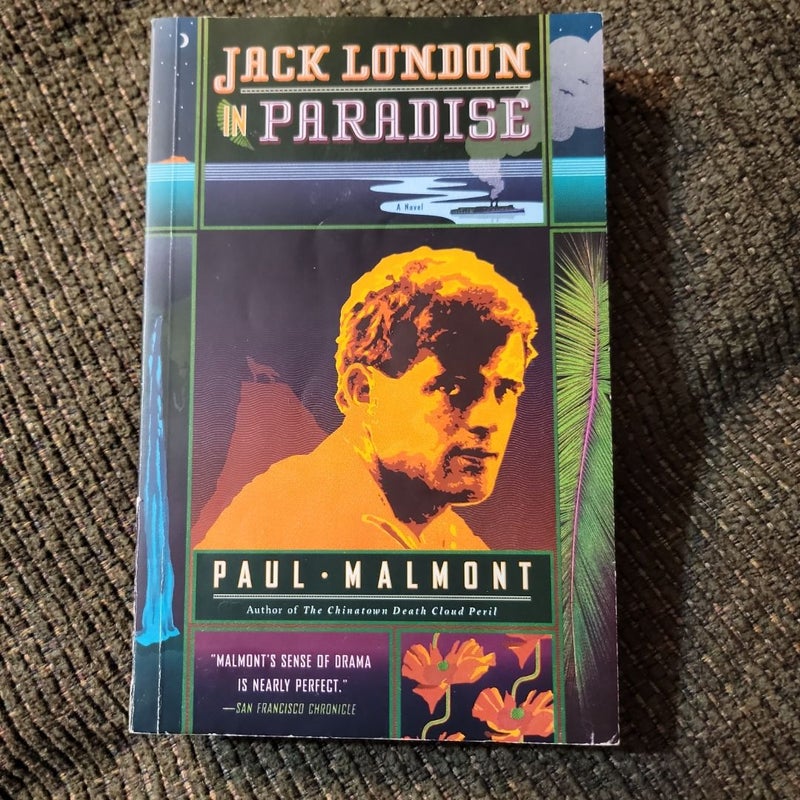 JACK LONDON
IN PARADISE
A Novel
PAUL · MALMONT
Author of The Chinatown Death Cloud Peril
"MALMONT'S SENSE OF DRAMA
IS NEARLY PERFECT."
—SAN FRANCISCO CHRONICLE